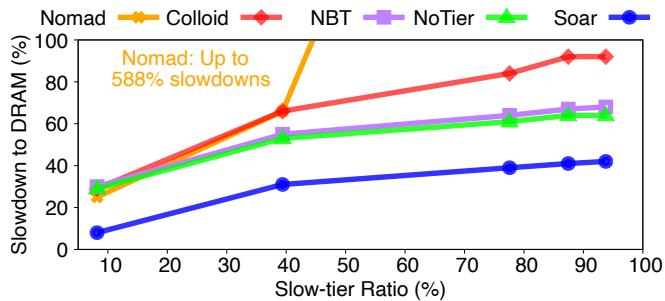 Nomad Colloid NBT NoTier Soar
Nomad: Up to
588% slowdowns
Slowdown to DRAM (%)
100
80
60
40
20
0
10 20 30 40 50 60 70 80 90 100
Slow-tier Ratio (%)